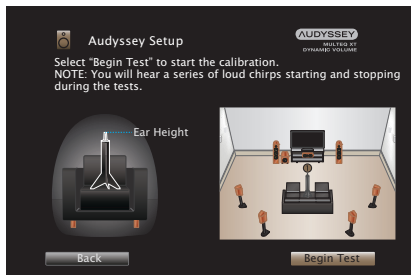 Audyssey Setup
AUDYSSEY
MULTEQ XT
DYNAMIC VOLUME
Select “Begin Test” to start the calibration.
NOTE: You will hear a series of loud chirps starting and stopping
during the tests.
Ear Height
Back
Begin Test